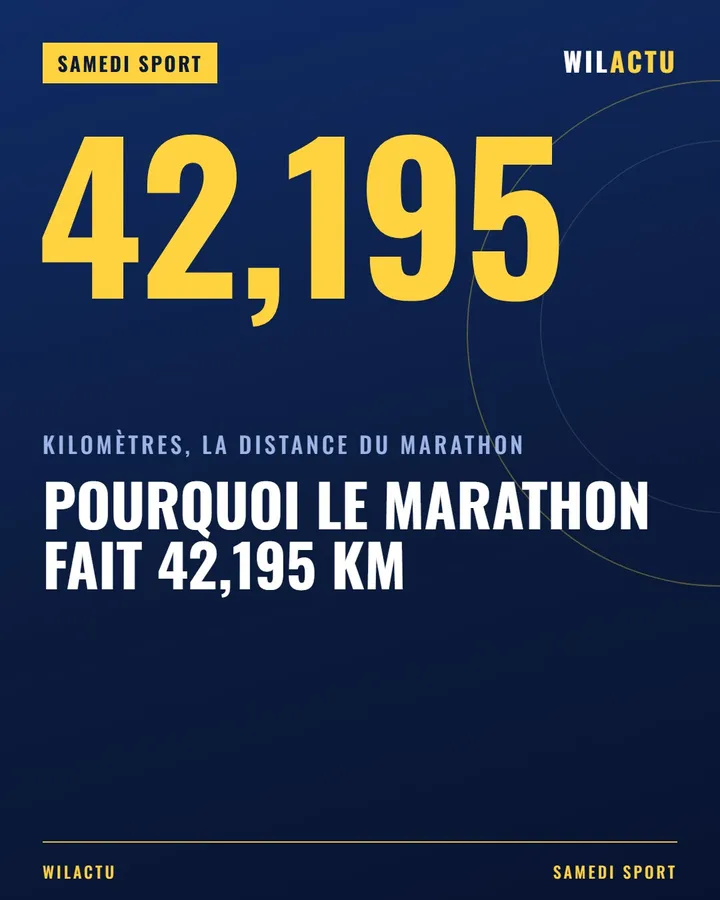 SAMEDI SPORT
WILACTU
42,195
KILOMÈTRES, LA DISTANCE DU MARATHON
POURQUOI LE MARATHON
FAIT 42,195 KM
WILACTU
SAMEDI SPORT